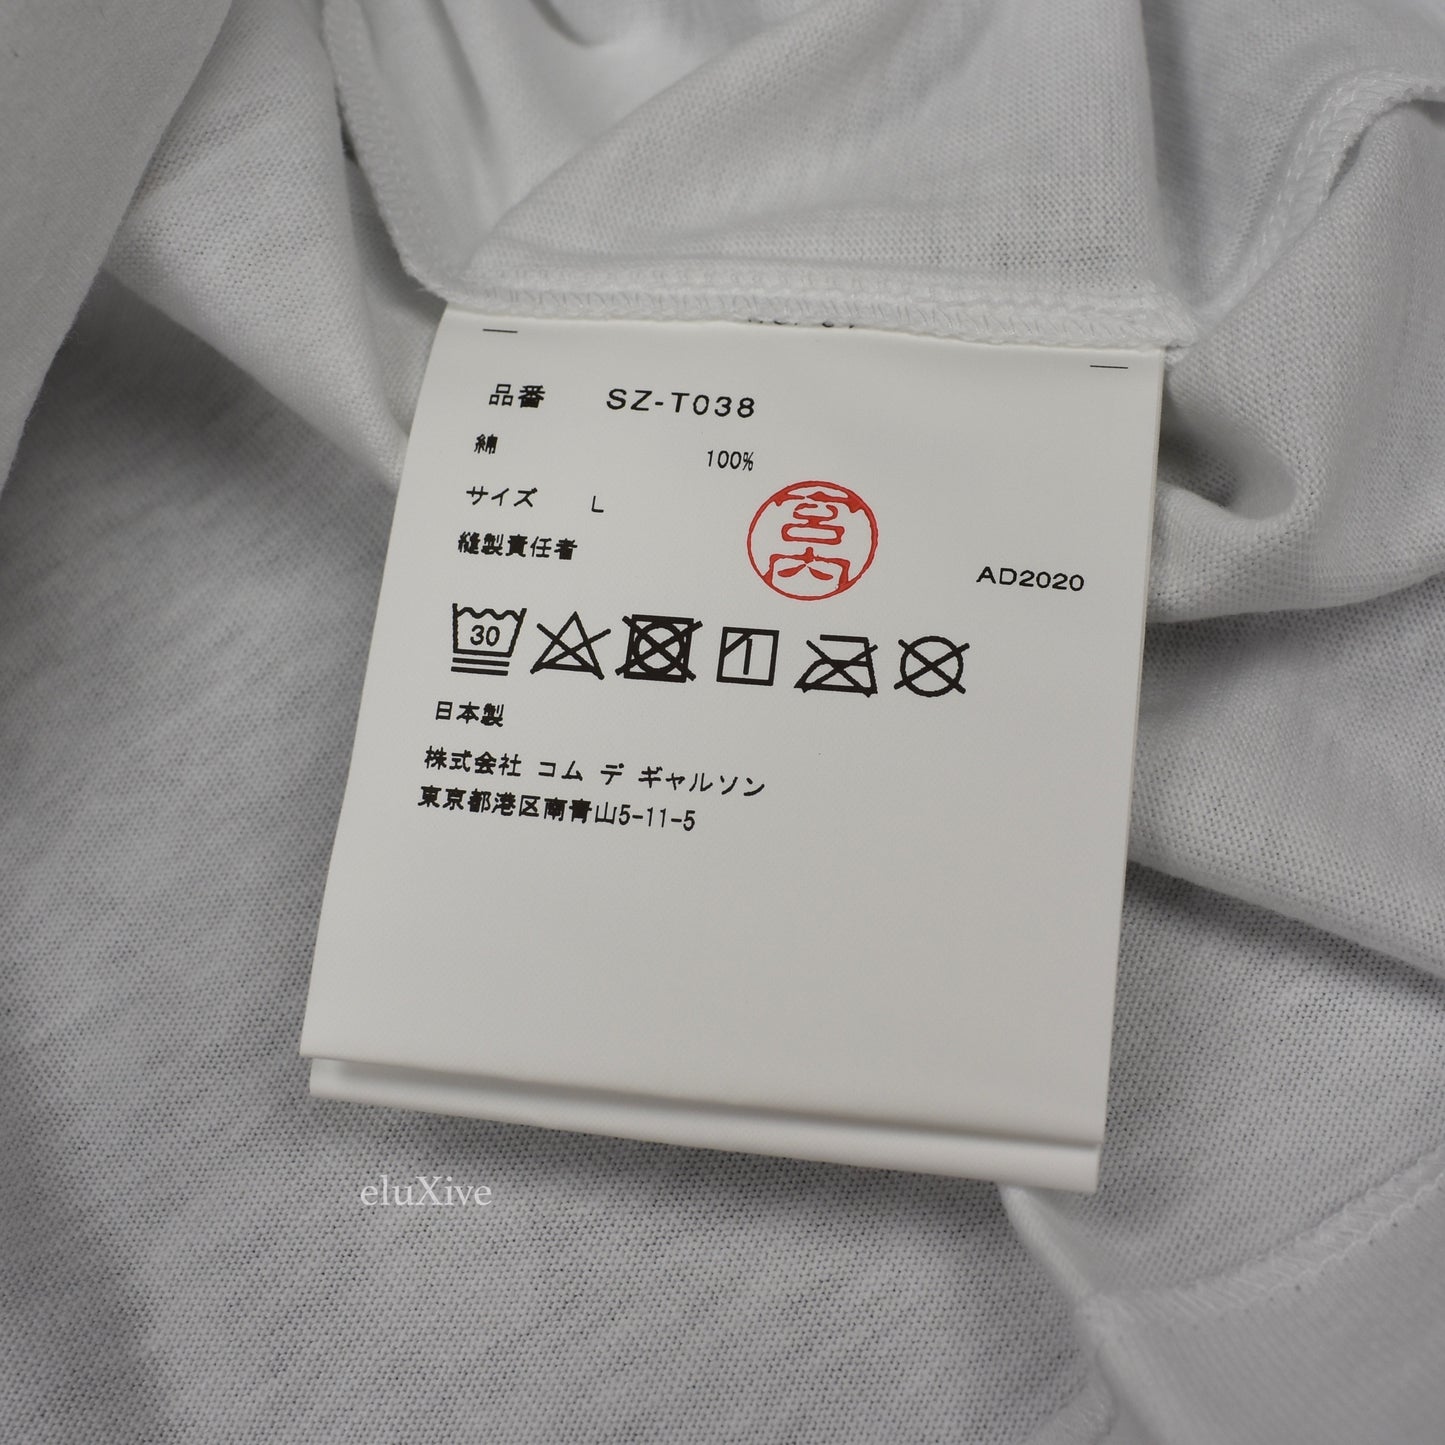 品番 SZ-T038
綿 100%
サイズ L
縫製責任者
宮内
AD2020
30
日本製
株式会社 コム デ ギャルソン
東京都港区南青山5-11-5
eluXive